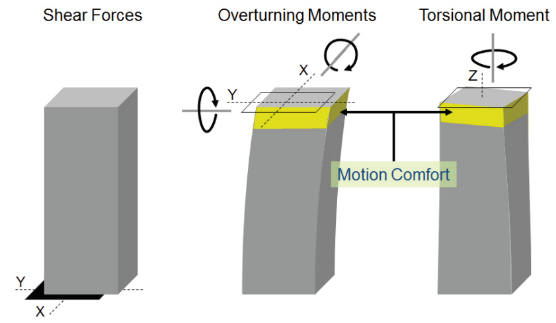 Shear Forces
Overturning Moments
Torsional Moment
X
Y
Z
Motion Comfort
Y
X